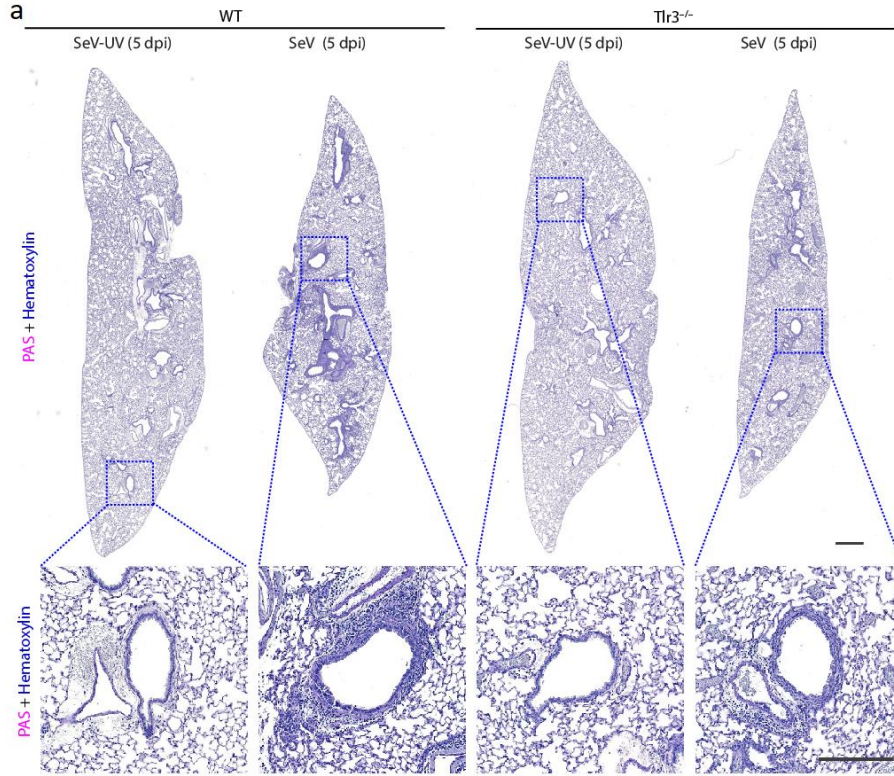 a
WT
Tlr3–/–
SeV-UV (5 dpi)
SeV (5 dpi)
SeV-UV (5 dpi)
SeV (5 dpi)
PAS + Hematoxylin
PAS + Hematoxylin